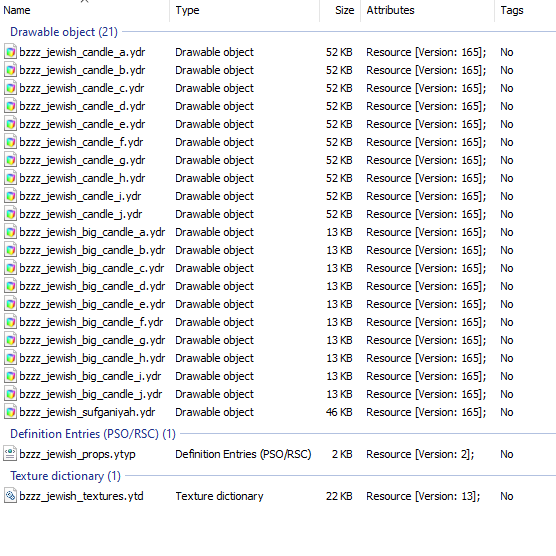 Name Type Size Attributes Tags
Drawable object (21)
bzzz_jewish_candle_a.ydr Drawable object 52 KB Resource [Version: 165]; No
bzzz_jewish_candle_b.ydr Drawable object 52 KB Resource [Version: 165]; No
bzzz_jewish_candle_c.ydr Drawable object 52 KB Resource [Version: 165]; No
bzzz_jewish_candle_d.ydr Drawable object 52 KB Resource [Version: 165]; No
bzzz_jewish_candle_e.ydr Drawable object 52 KB Resource [Version: 165]; No
bzzz_jewish_candle_f.ydr Drawable object 52 KB Resource [Version: 165]; No
bzzz_jewish_candle_g.ydr Drawable object 52 KB Resource [Version: 165]; No
bzzz_jewish_candle_h.ydr Drawable object 52 KB Resource [Version: 165]; No
bzzz_jewish_candle_i.ydr Drawable object 52 KB Resource [Version: 165]; No
bzzz_jewish_candle_j.ydr Drawable object 52 KB Resource [Version: 165]; No
bzzz_jewish_big_candle_a.ydr Drawable object 13 KB Resource [Version: 165]; No
bzzz_jewish_big_candle_b.ydr Drawable object 13 KB Resource [Version: 165]; No
bzzz_jewish_big_candle_c.ydr Drawable object 13 KB Resource [Version: 165]; No
bzzz_jewish_big_candle_d.ydr Drawable object 13 KB Resource [Version: 165]; No
bzzz_jewish_big_candle_e.ydr Drawable object 13 KB Resource [Version: 165]; No
bzzz_jewish_big_candle_f.ydr Drawable object 13 KB Resource [Version: 165]; No
bzzz_jewish_big_candle_g.ydr Drawable object 13 KB Resource [Version: 165]; No
bzzz_jewish_big_candle_h.ydr Drawable object 13 KB Resource [Version: 165]; No
bzzz_jewish_big_candle_i.ydr Drawable object 13 KB Resource [Version: 165]; No
bzzz_jewish_big_candle_j.ydr Drawable object 13 KB Resource [Version: 165]; No
bzzz_jewish_sufganiyah.ydr Drawable object 46 KB Resource [Version: 165]; No
Definition Entries (PSO/RSC) (1)
bzzz_jewish_props.ytyp Definition Entries (PSO/RSC) 2 KB Resource [Version: 2]; No
Texture dictionary (1)
bzzz_jewish_textures.ytd Texture dictionary 22 KB Resource [Version: 13]; No